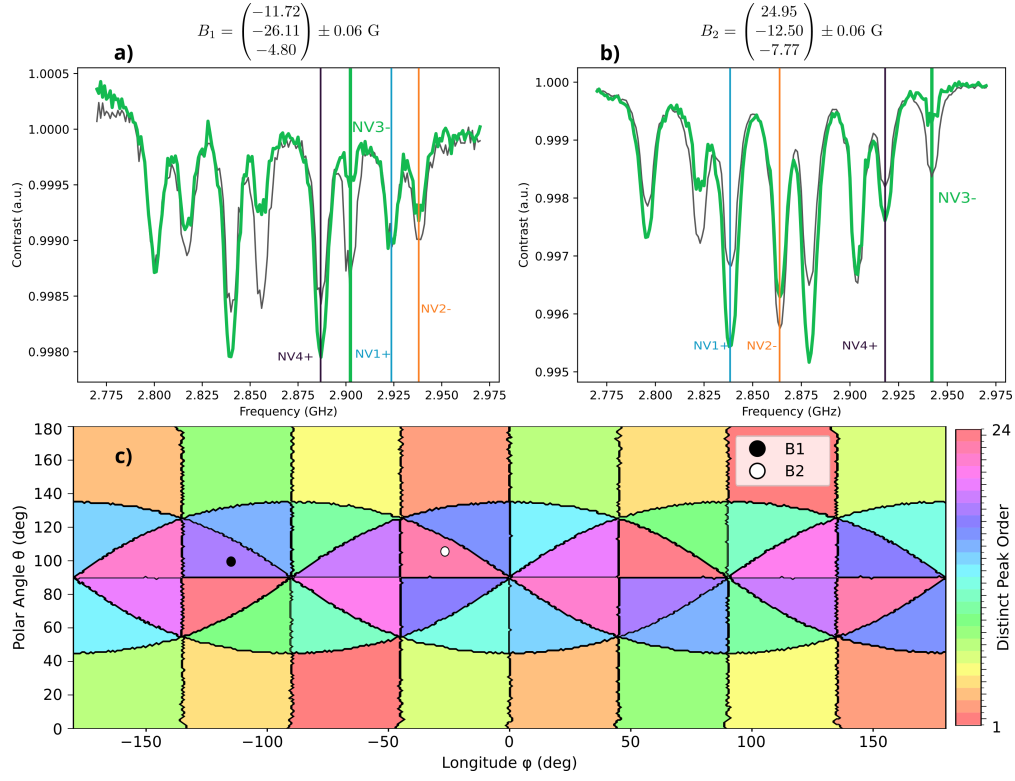 B₁ = (−11.72 −26.11 −4.80) ± 0.06 G
B₂ = (24.95 −12.50 −7.77) ± 0.06 G
a)
1.0005
1.0000
0.9995
0.9990
0.9985
0.9980
Contrast (a.u.)
NV3-
NV2-
NV4+
NV1+
2.775
2.800
2.825
2.850
2.875
2.900
2.925
2.950
2.975
Frequency (GHz)
b)
1.000
0.999
0.998
0.997
0.996
0.995
Contrast (a.u.)
NV3-
NV1+
NV2-
NV4+
2.775
2.800
2.825
2.850
2.875
2.900
2.925
2.950
2.975
Frequency (GHz)
c)
B1
B2
180
160
140
120
100
80
60
40
20
0
Polar Angle θ (deg)
−150
−100
−50
0
50
100
150
Longitude φ (deg)
24
1
Distinct Peak Order